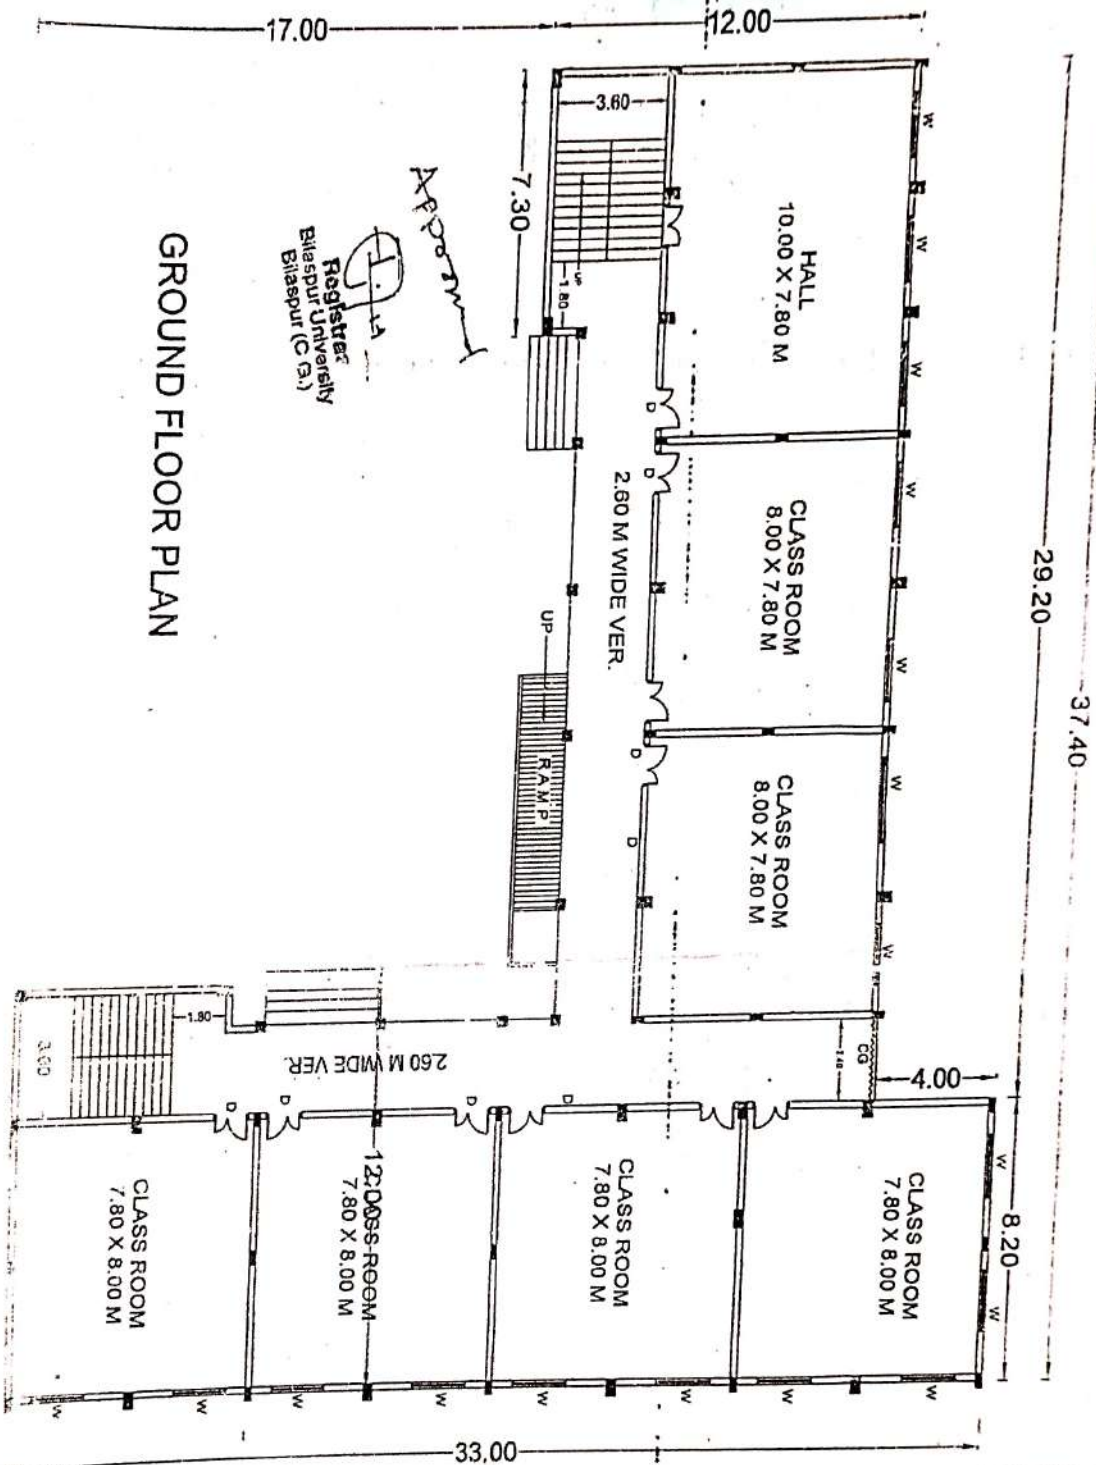 17.00
12.00
3.60
7.30
UP
1.80
HALL
10.00 X 7.80 M
W
W
W
29.20
37.40
Approved
Registrar
Bilaspur University
Bilaspur (C G.)
GROUND FLOOR PLAN
D
D
2.60 M WIDE VER.
CLASS ROOM
8.00 X 7.80 M
W
W
UP
RAMP
D
D
CLASS ROOM
8.00 X 7.80 M
W
W
1.80
3.60
2.60 M WIDE VER.
CG
4.00
D
D
D
D
CLASS ROOM
7.80 X 8.00 M
12.00
CLASS ROOM
7.80 X 8.00 M
CLASS ROOM
7.80 X 8.00 M
CLASS ROOM
7.80 X 8.00 M
W
W
8.20
W
W
W
W
W
W
W
W
33.00